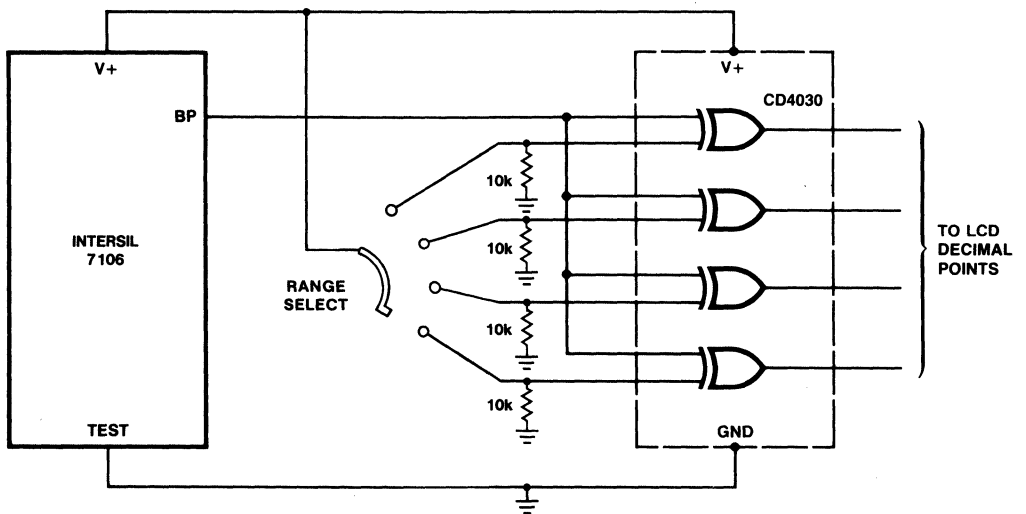 V+
V+
CD4030
BP
10k
INTERSIL
7106
10k
TO LCD
DECIMAL
POINTS
RANGE
SELECT
10k
10k
TEST
GND